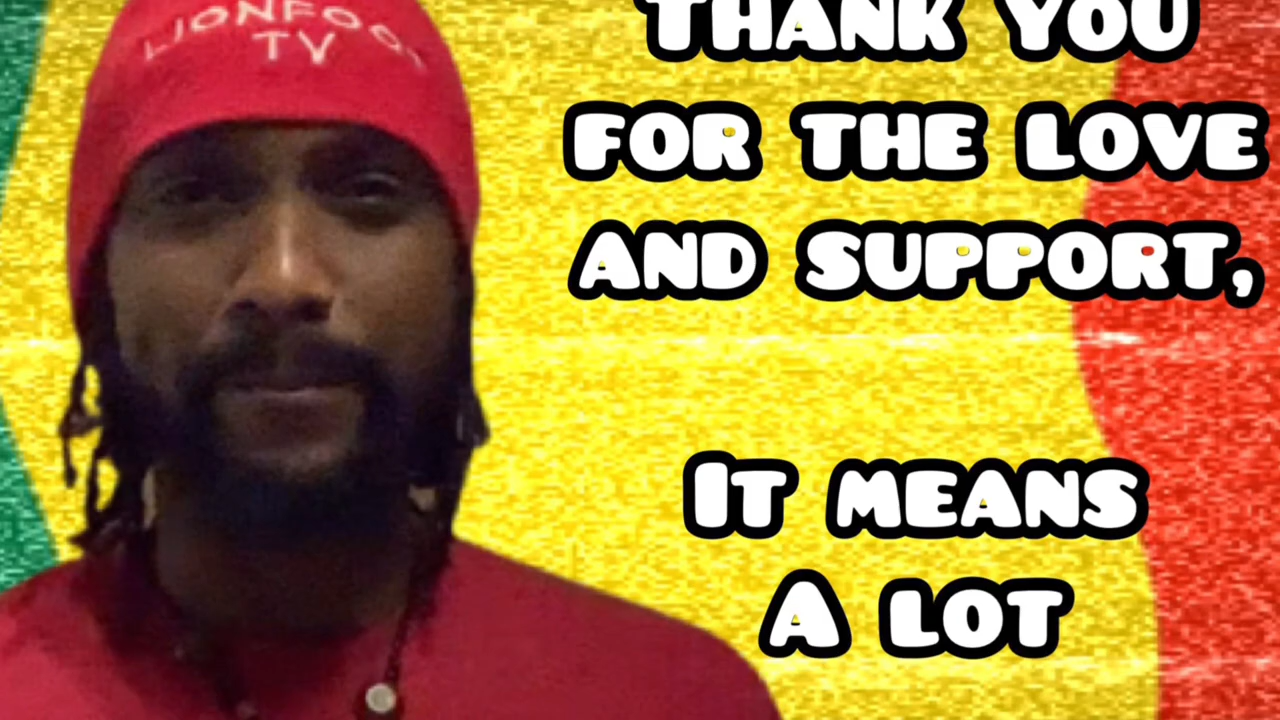 LIONFOOT
TV
THANK YOU
FOR THE LOVE
AND SUPPORT,
IT MEANS
A LOT